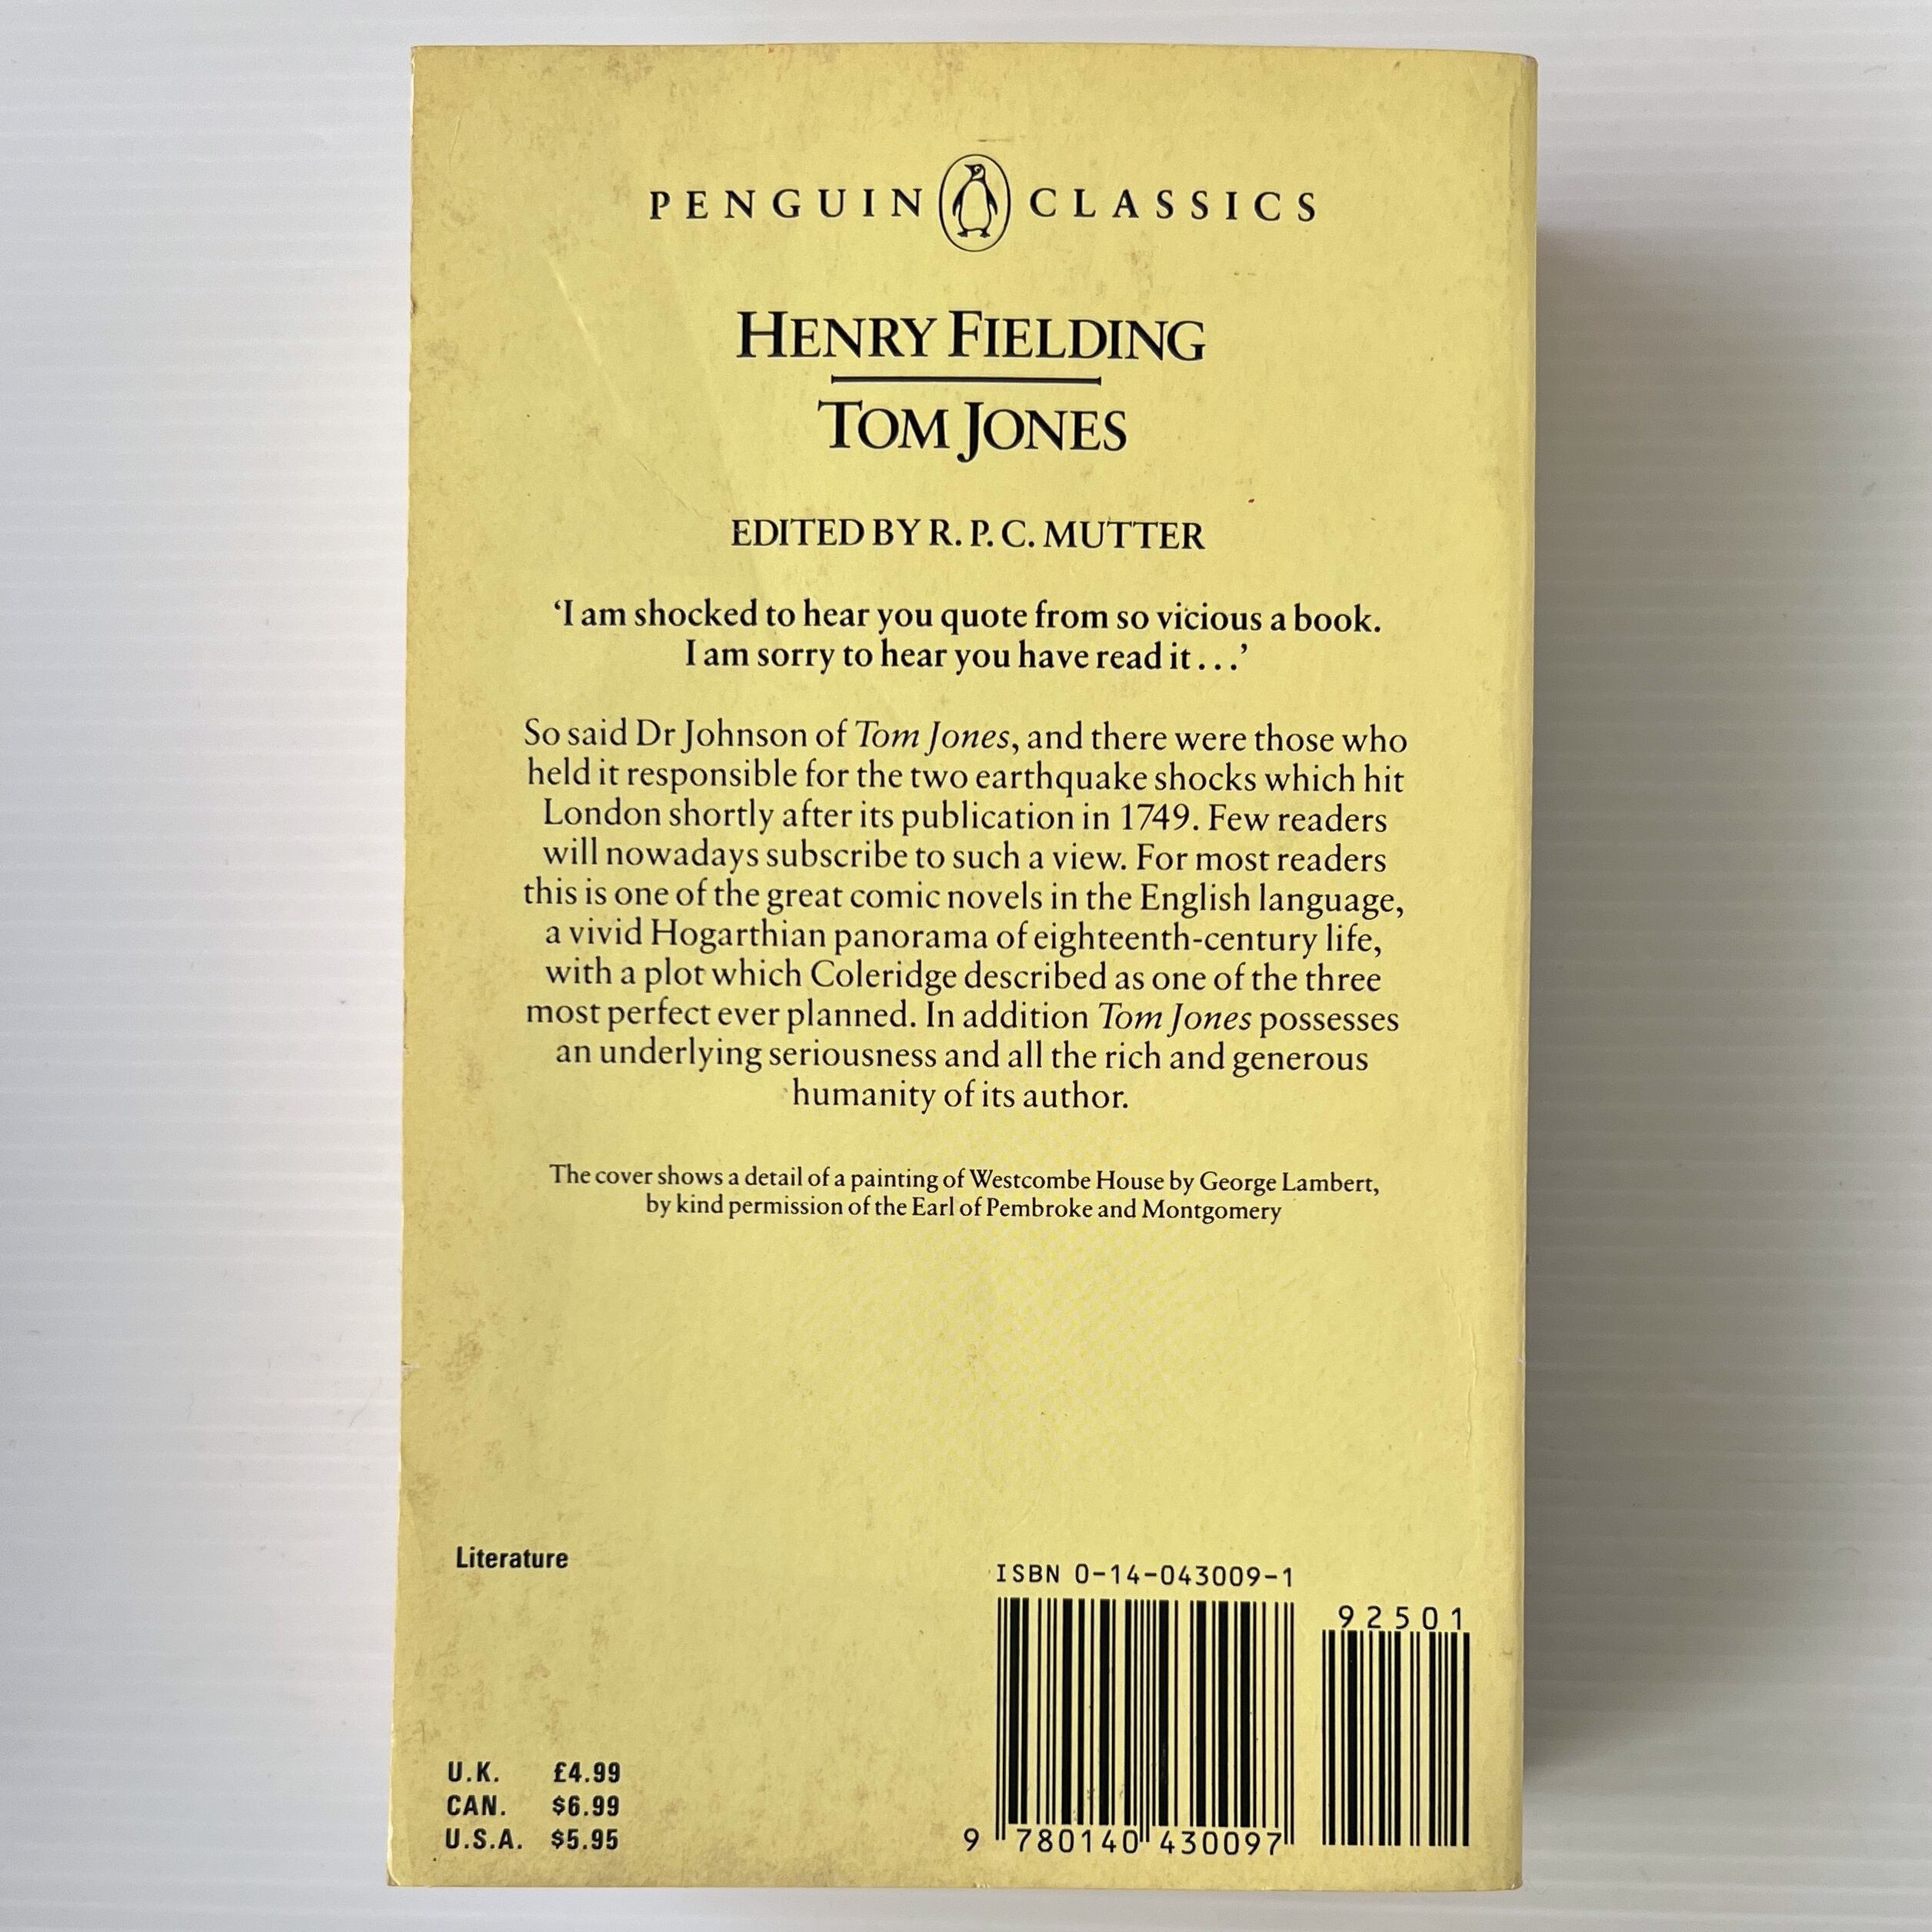 PENGUIN CLASSICS
HENRY FIELDING
TOM JONES
EDITED BY R. P. C. MUTTER
‘I am shocked to hear you quote from so vicious a book.
I am sorry to hear you have read it . . .’
So said Dr Johnson of Tom Jones, and there were those who
held it responsible for the two earthquake shocks which hit
London shortly after its publication in 1749. Few readers
will nowadays subscribe to such a view. For most readers
this is one of the great comic novels in the English language,
a vivid Hogarthian panorama of eighteenth-century life,
with a plot which Coleridge described as one of the three
most perfect ever planned. In addition Tom Jones possesses
an underlying seriousness and all the rich and generous
humanity of its author.
The cover shows a detail of a painting of Westcombe House by George Lambert,
by kind permission of the Earl of Pembroke and Montgomery
Literature
ISBN 0-14-043009-1
92501
U.K. £4.99
CAN. $6.99
U.S.A. $5.95
9 780140 430097